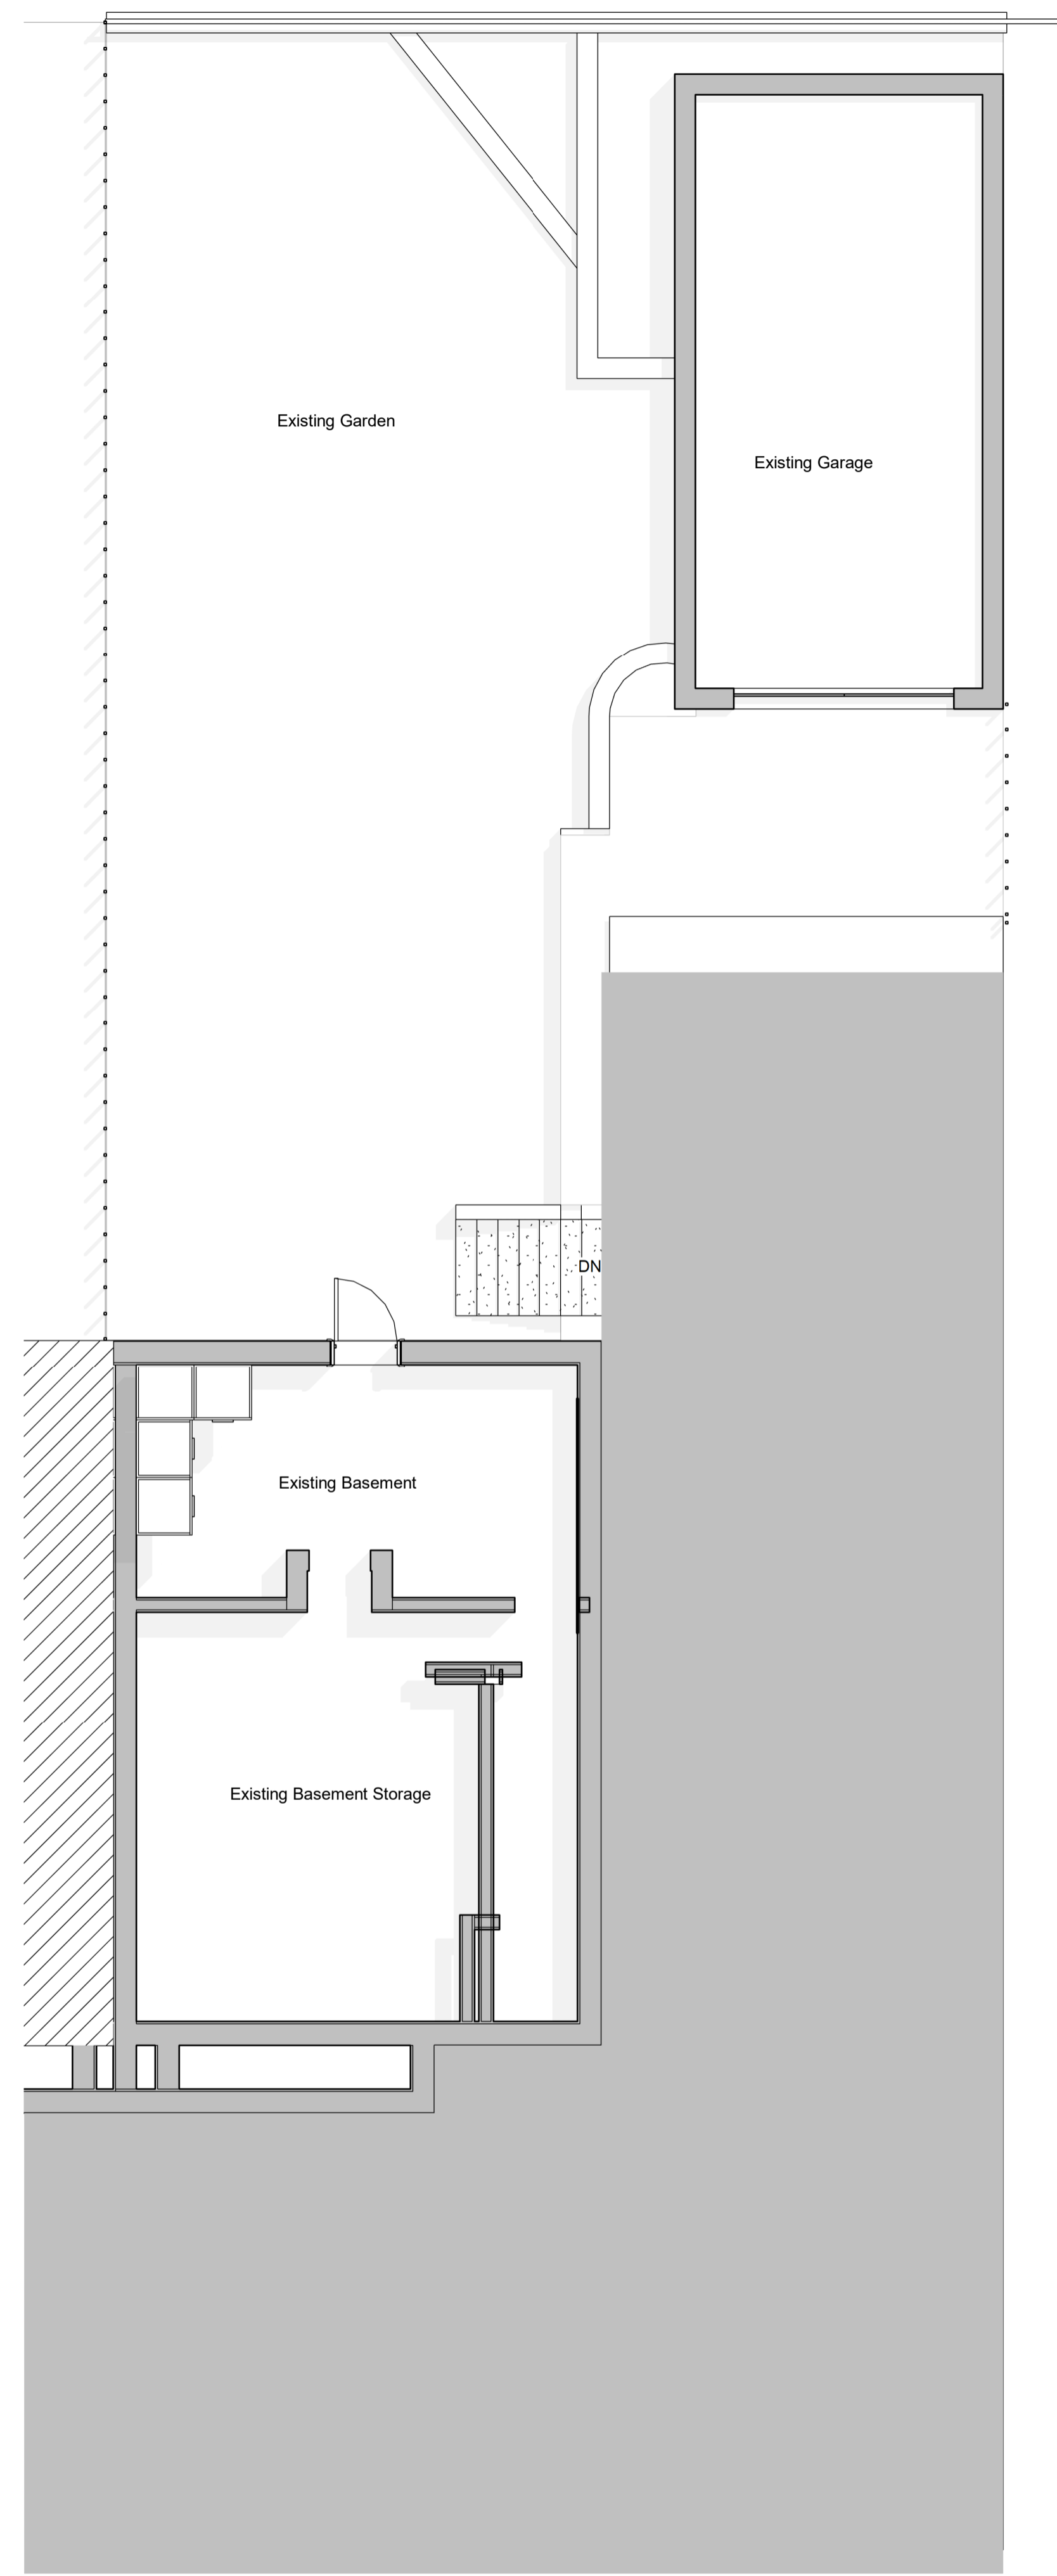 Existing Garden
Existing Garage
DN
Existing Basement
Existing Basement Storage